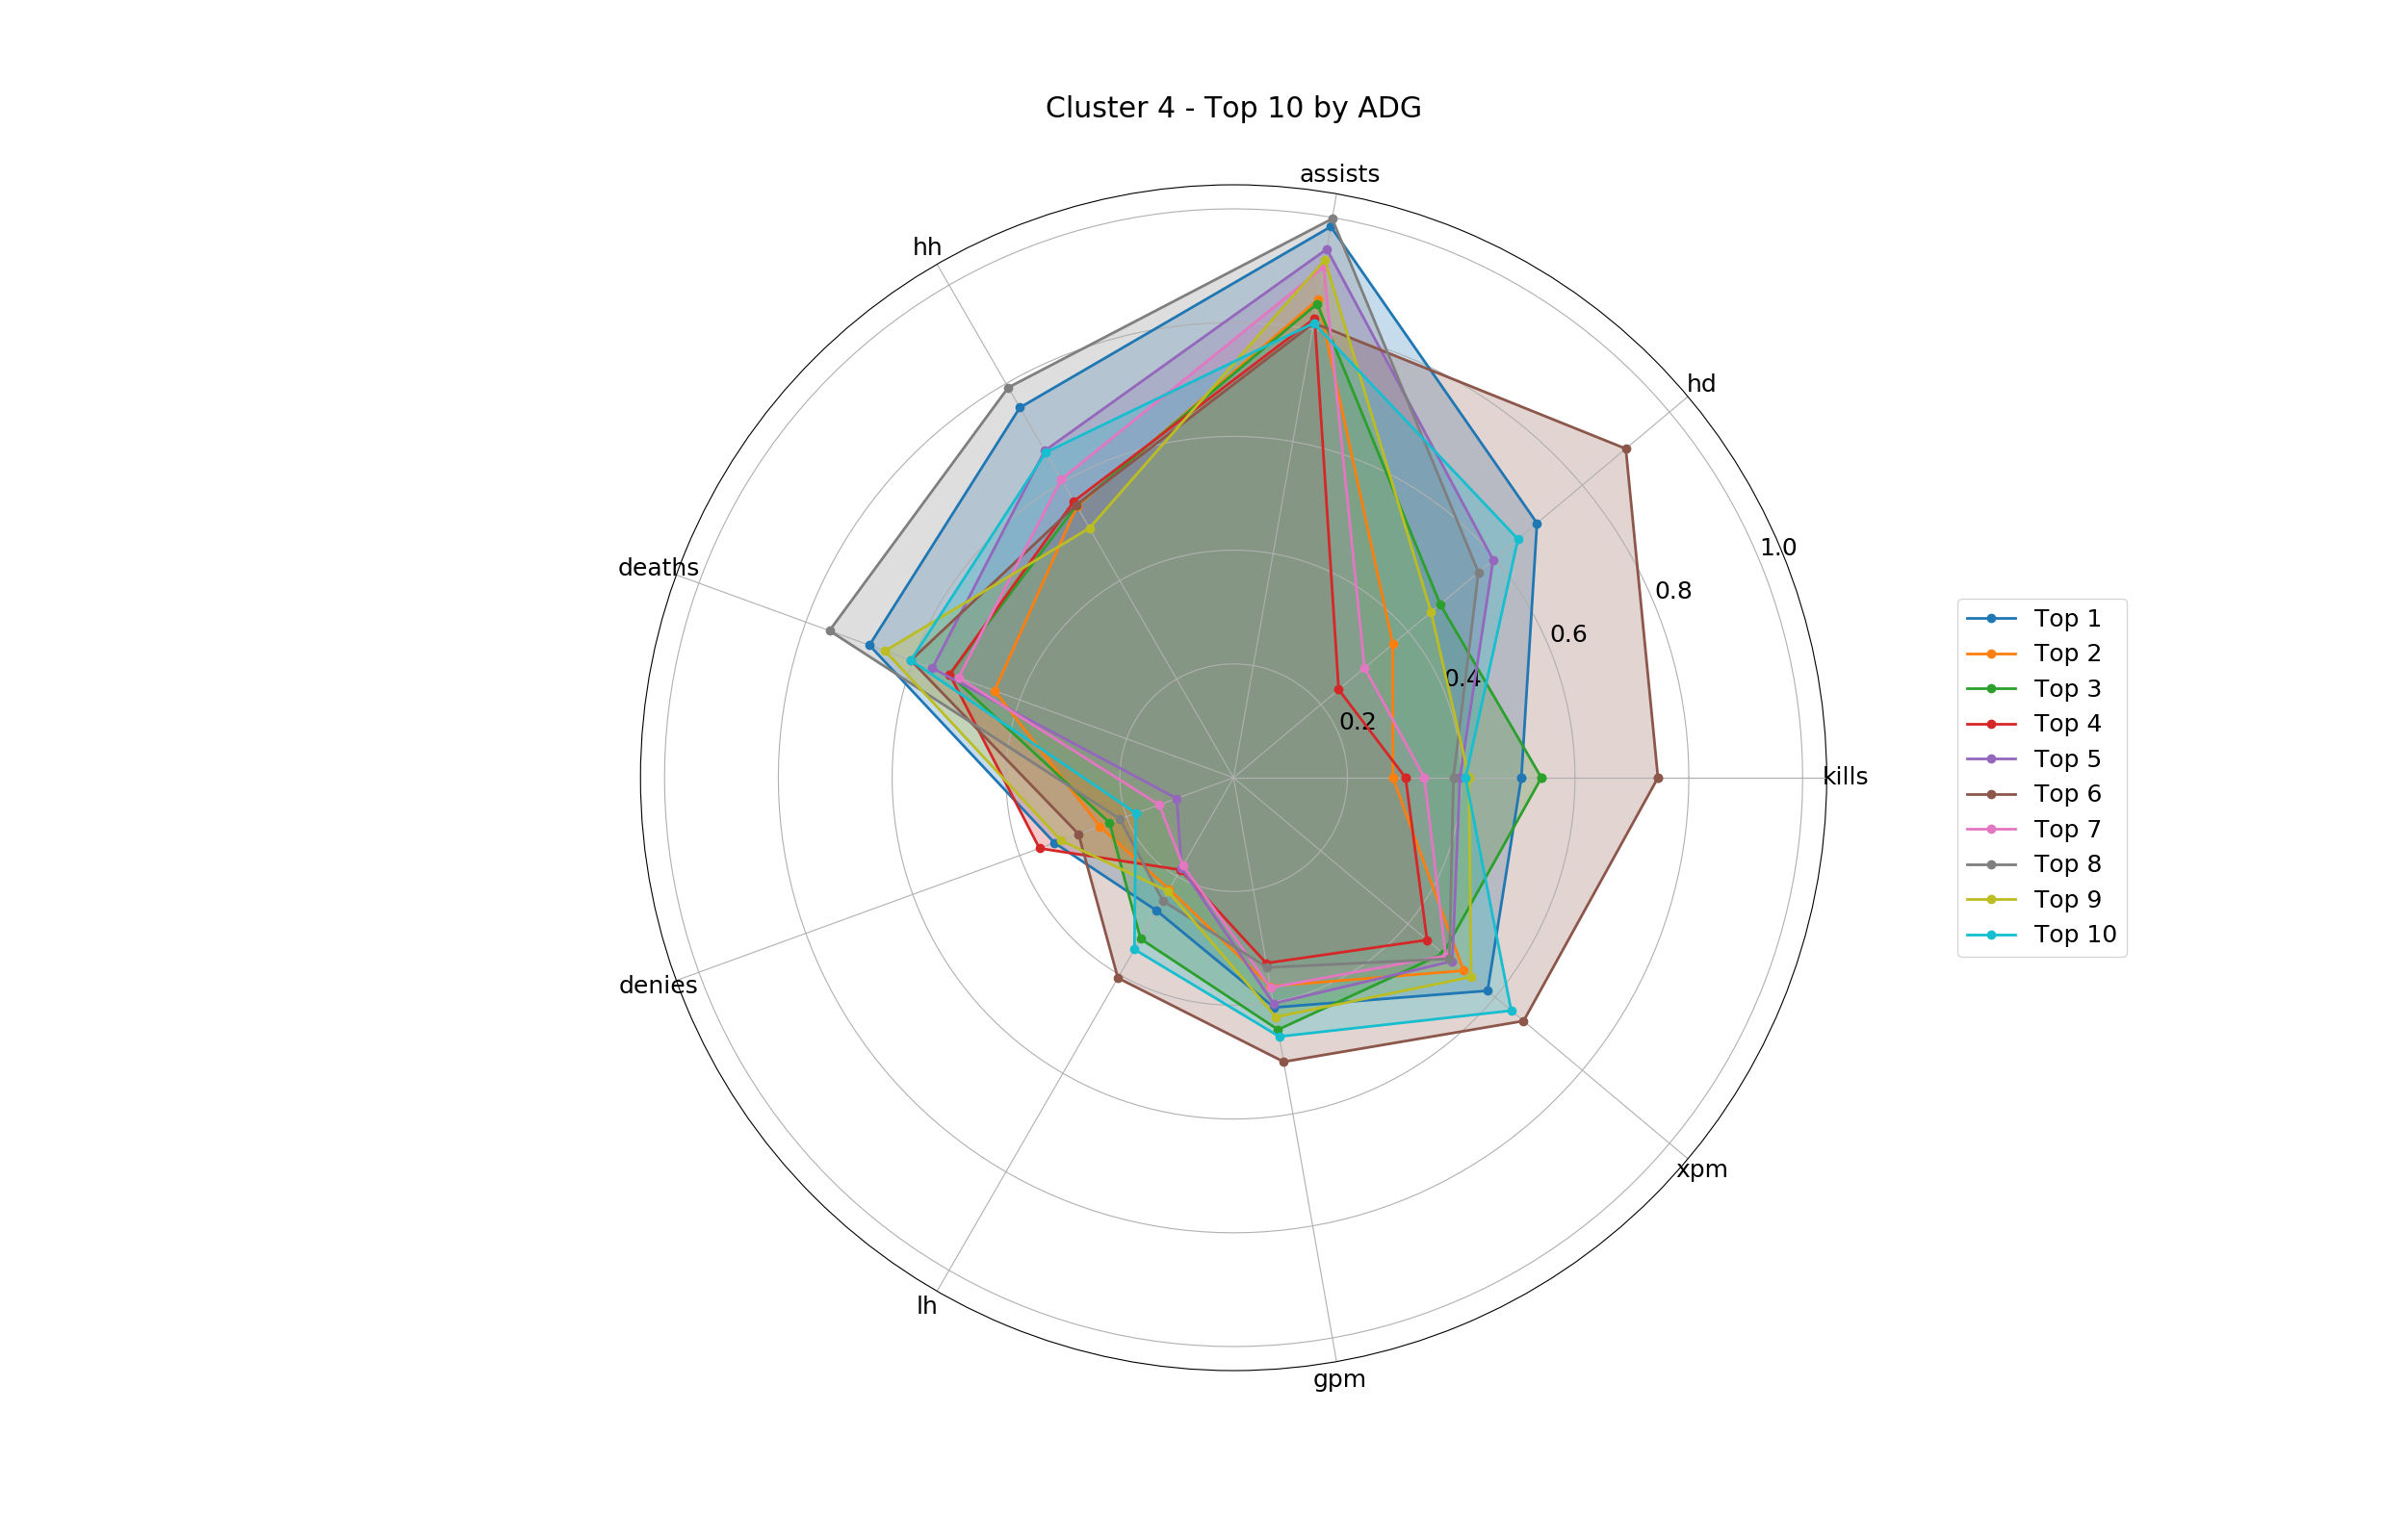 Cluster 4 - Top 10 by ADG
assists
hh
hd
deaths
1.0
0.8
0.6
0.4
0.2
kills
denies
xpm
lh
gpm
Top 1
Top 2
Top 3
Top 4
Top 5
Top 6
Top 7
Top 8
Top 9
Top 10